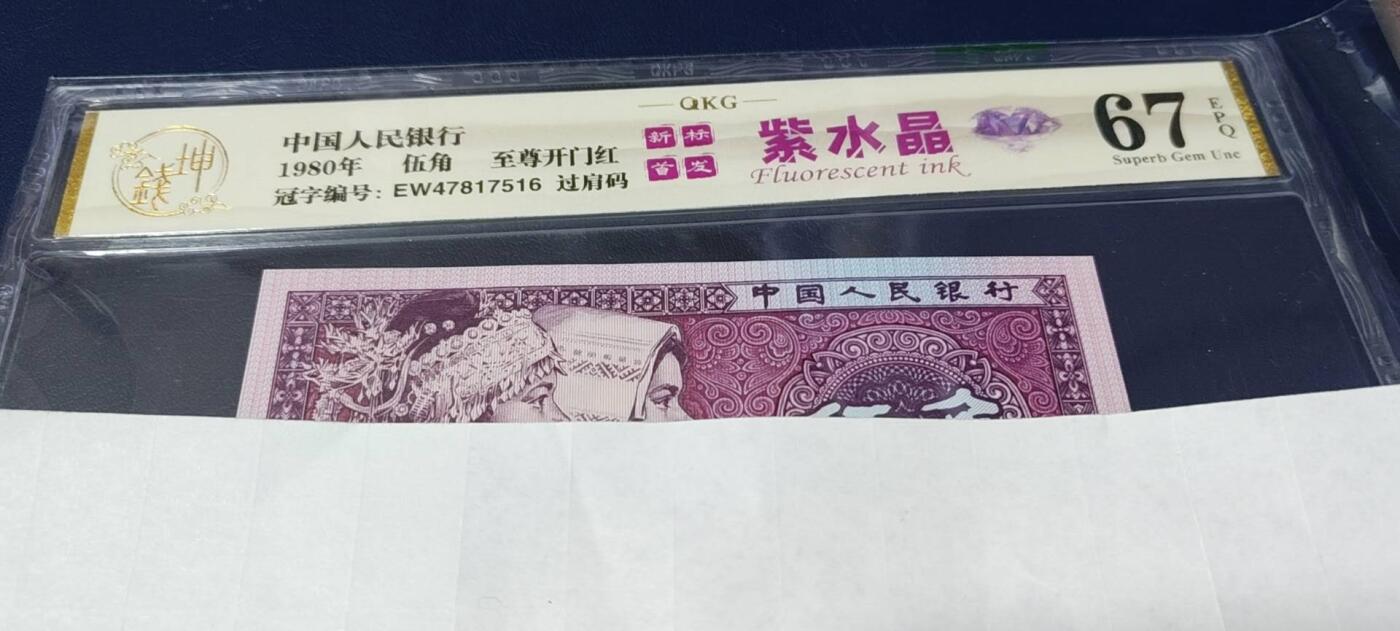 QKG
中国人民银行
1980年 伍角 至尊开门红
冠字编号: EW47817516 过肩码
新标
首发
紫水晶
Fluorescent ink
67
EPQ
Superb Gem Unc
坤
中国人民银行